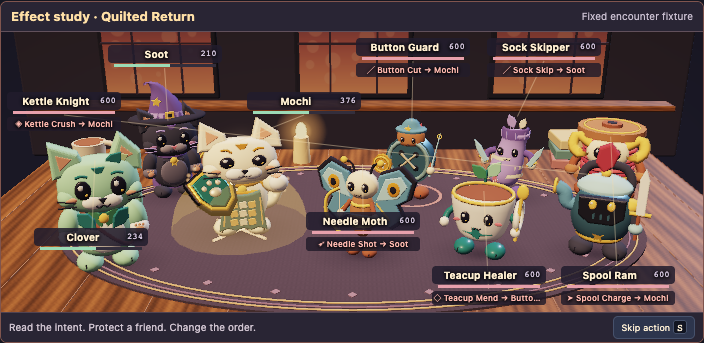 Effect study · Quilted Return
Fixed encounter fixture
Soot 210
Button Guard 600
Button Cut → Mochi
Sock Skipper 600
Sock Skip → Soot
Kettle Knight 600
Kettle Crush → Mochi
Mochi 376
Clover 234
Needle Moth 600
Needle Shot → Soot
Teacup Healer 600
Teacup Mend → Butto...
Spool Ram 600
Spool Charge → Mochi
Read the intent. Protect a friend. Change the order.
Skip action S